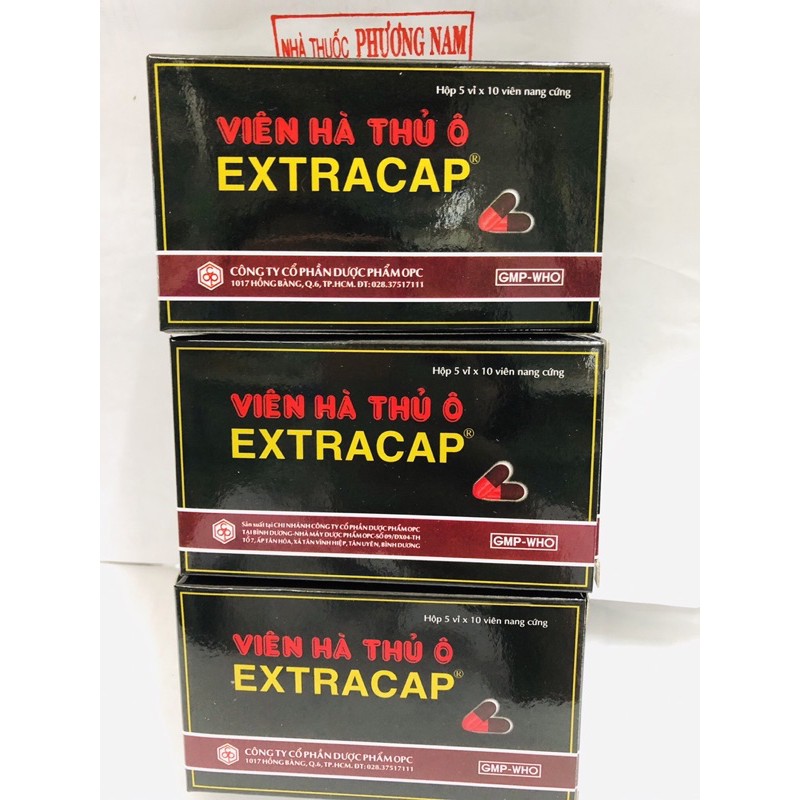 NHÀ THUỐC PHƯƠNG NAM
Hộp 5 vỉ x 10 viên nang cứng
VIÊN HÀ THỦ Ô
EXTRACAP®
CÔNG TY CỔ PHẦN DƯỢC PHẨM OPC
1017 HỒNG BÀNG, Q.6, TP.HCM. ĐT: 028.37517111
GMP-WHO
Hộp 5 vỉ x 10 viên nang cứng
VIÊN HÀ THỦ Ô
EXTRACAP®
Sản suất tại CHI NHÁNH CÔNG TY CỔ PHẦN DƯỢC PHẨM OPC
TẠI BÌNH DƯƠNG-NHÀ MÁY DƯỢC PHẨM OPC-SỐ 09/ĐX04-TH
TỔ 7, ẤP TÂN HÓA, XÃ TÂN VĨNH HIỆP, TÂN UYÊN, BÌNH DƯƠNG
GMP-WHO
Hộp 5 vỉ x 10 viên nang cứng
VIÊN HÀ THỦ Ô
EXTRACAP®
CÔNG TY CỔ PHẦN DƯỢC PHẨM OPC
1017 HỒNG BÀNG, Q.6, TP.HCM. ĐT: 028.37517111
GMP-WHO